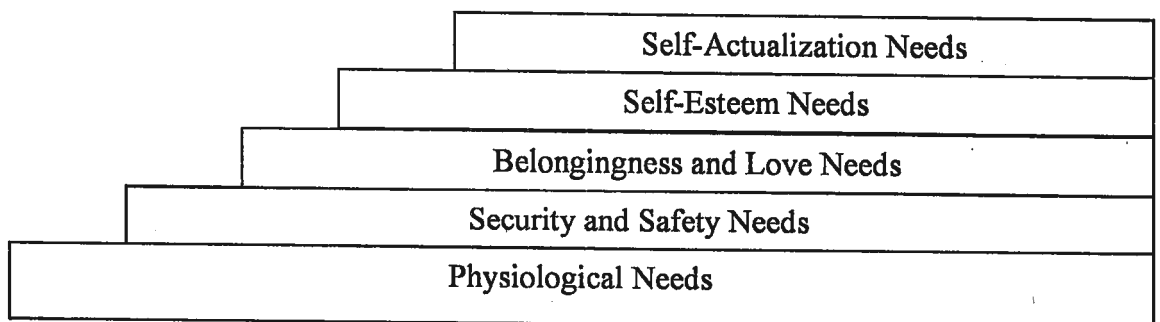 Self-Actualization Needs
Self-Esteem Needs
Belongingness and Love Needs
Security and Safety Needs
Physiological Needs